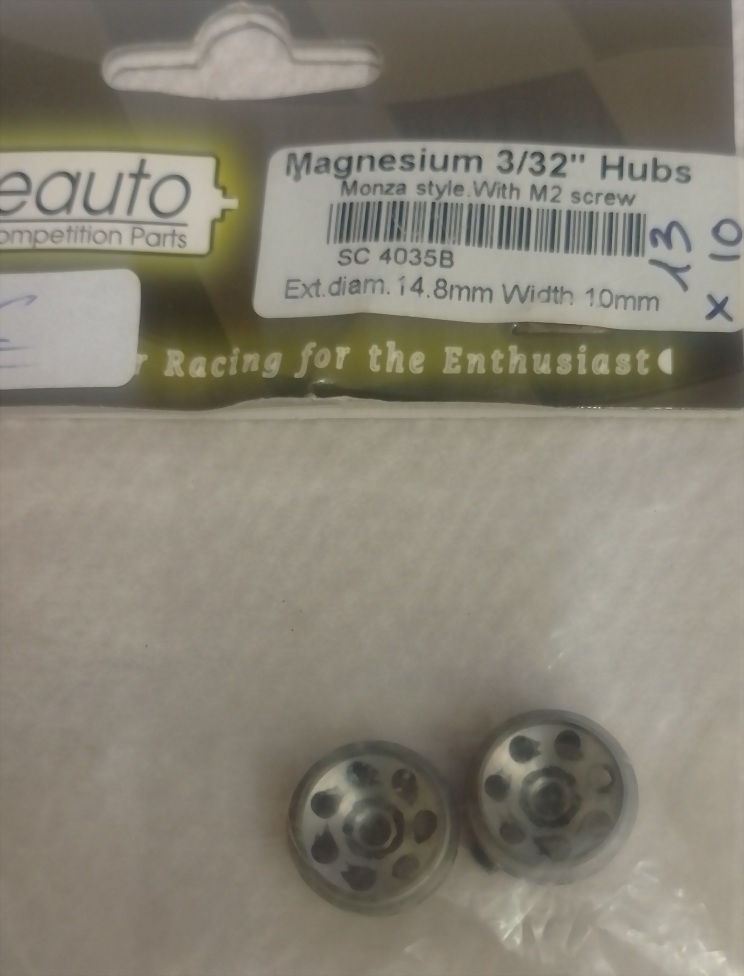 eauto
ompetition Parts
Magnesium 3/32" Hubs
Monza style.With M2 screw
SC 4035B
Ext.diam. 14.8mm Width 10mm
13
x 10
r Racing for the Enthusiast